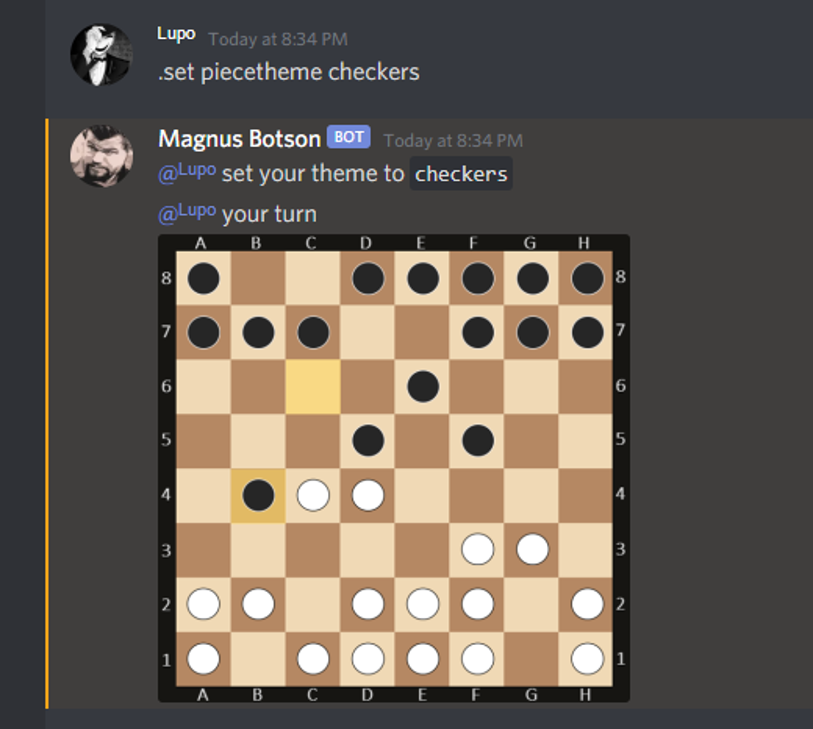 Lupo Today at 8:34 PM
.set piecetheme checkers
Magnus Botson BOT Today at 8:34 PM
@Lupo set your theme to checkers
@Lupo your turn
A B C D E F G H
8 8
7 7
6 6
5 5
4 4
3 3
2 2
1 1
A B C D E F G H